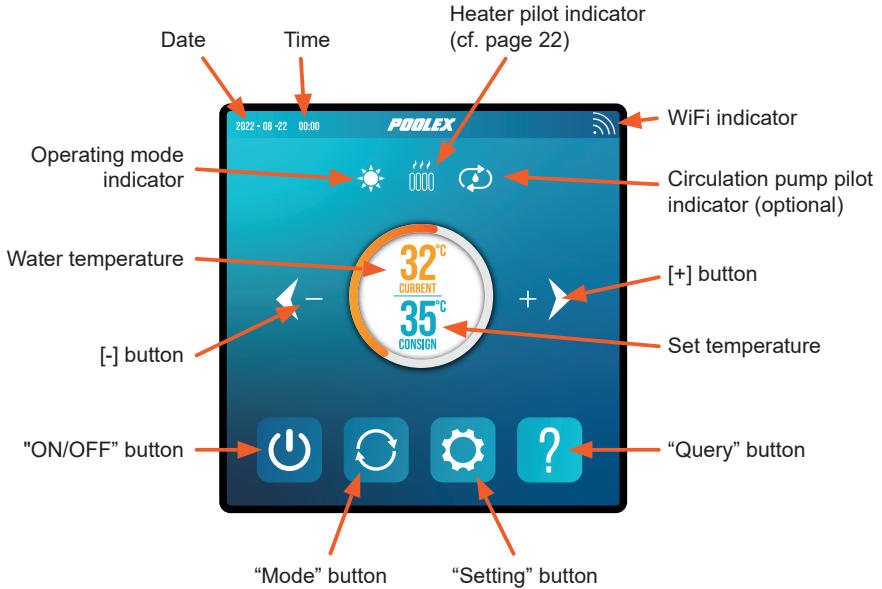 Heater pilot indicator
(cf. page 22)
Date
Time
2022 - 08 -22
00:00
POOLEX
WiFi indicator
Operating mode
indicator
Circulation pump pilot
indicator (optional)
Water temperature
32°C
CURRENT
35°C
CONSIGN
−
+
[+] button
[-] button
Set temperature
"ON/OFF” button
?
“Query” button
“Mode” button
“Setting” button